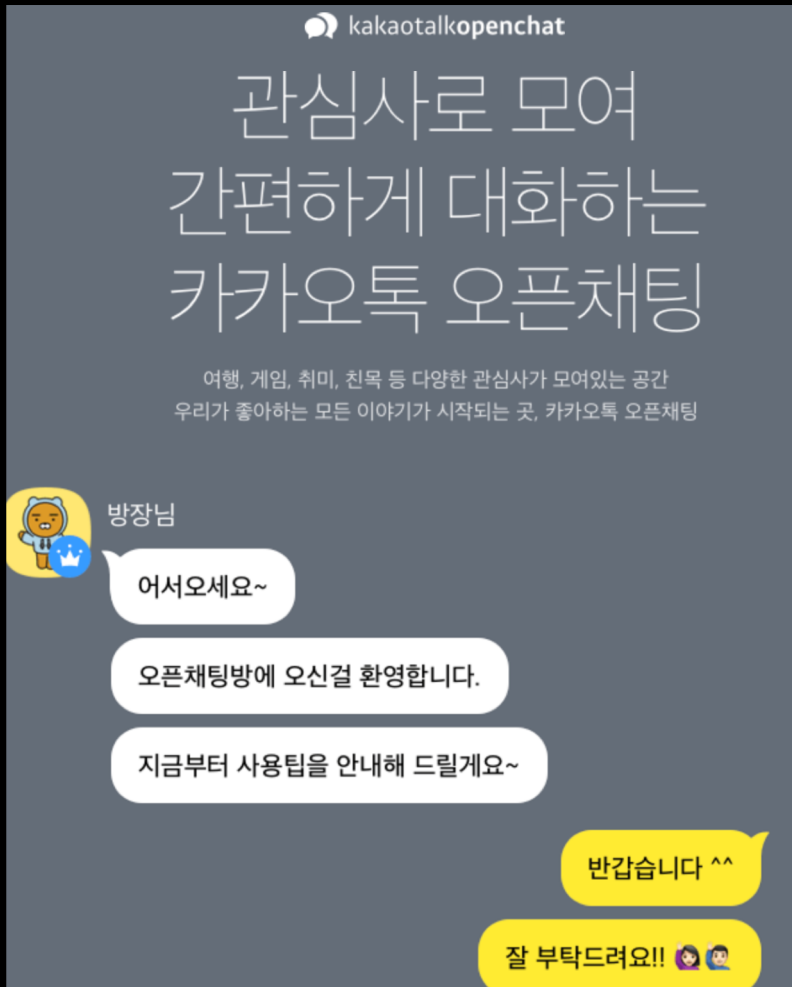 kakaotalkopenchat
관심사로 모여
간편하게 대화하는
카카오톡 오픈채팅
여행, 게임, 취미, 친목 등 다양한 관심사가 모여있는 공간
우리가 좋아하는 모든 이야기가 시작되는 곳, 카카오톡 오픈채팅
방장님
어서오세요~
오픈채팅방에 오신걸 환영합니다.
지금부터 사용팁을 안내해 드릴게요~
반갑습니다 ^^
잘 부탁드려요!! 🙋🏻‍♀️🙋🏻‍♂️